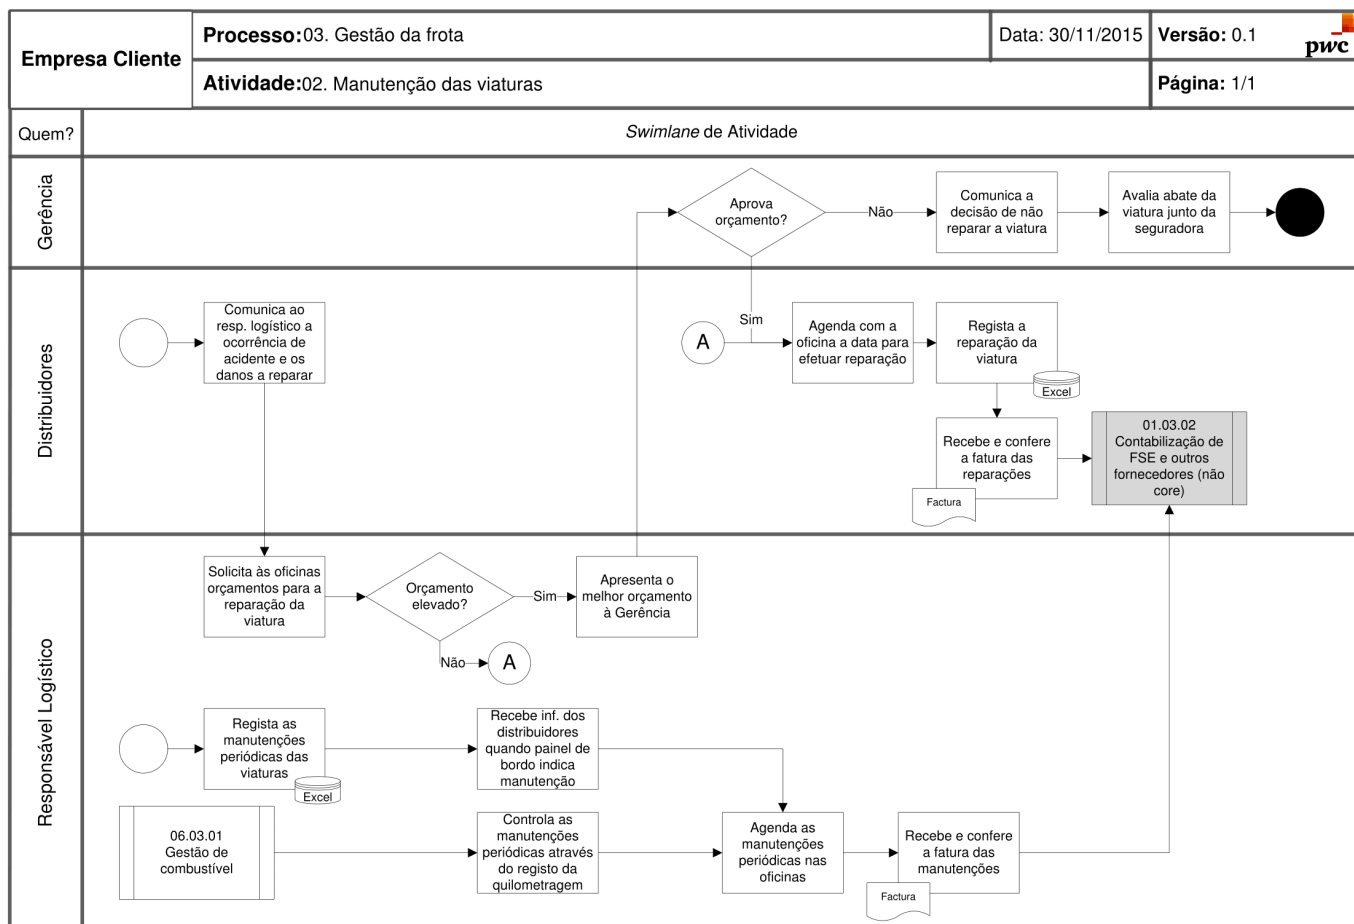 Empresa Cliente
Processo:03. Gestão da frota
Data: 30/11/2015
Versão: 0.1
pwc
Atividade:02. Manutenção das viaturas
Página: 1/1
Quem?
Swimlane de Atividade
Gerência
Aprova
orçamento?
Não
Comunica a
decisão de não
reparar a viatura
Avalia abate da
viatura junto da
seguradora
Distribuidores
Comunica ao
resp. logístico a
ocorrência de
acidente e os
danos a reparar
Sim
A
Agenda com a
oficina a data para
efetuar reparação
Regista a
reparação da
viatura
Excel
Recebe e confere
a fatura das
reparações
Factura
01.03.02
Contabilização de
FSE e outros
fornecedores (não
core)
Responsável Logístico
Solicita às oficinas
orçamentos para a
reparação da
viatura
Orçamento
elevado?
Sim
Apresenta o
melhor orçamento
à Gerência
Não
A
Regista as
manutenções
periódicas das
viaturas
Excel
Recebe inf. dos
distribuidores
quando painel de
bordo indica
manutenção
06.03.01
Gestão de
combustível
Controla as
manutenções
periódicas através
do registo da
quilometragem
Agenda as
manutenções
periódicas nas
oficinas
Recebe e confere
a fatura das
manutenções
Factura